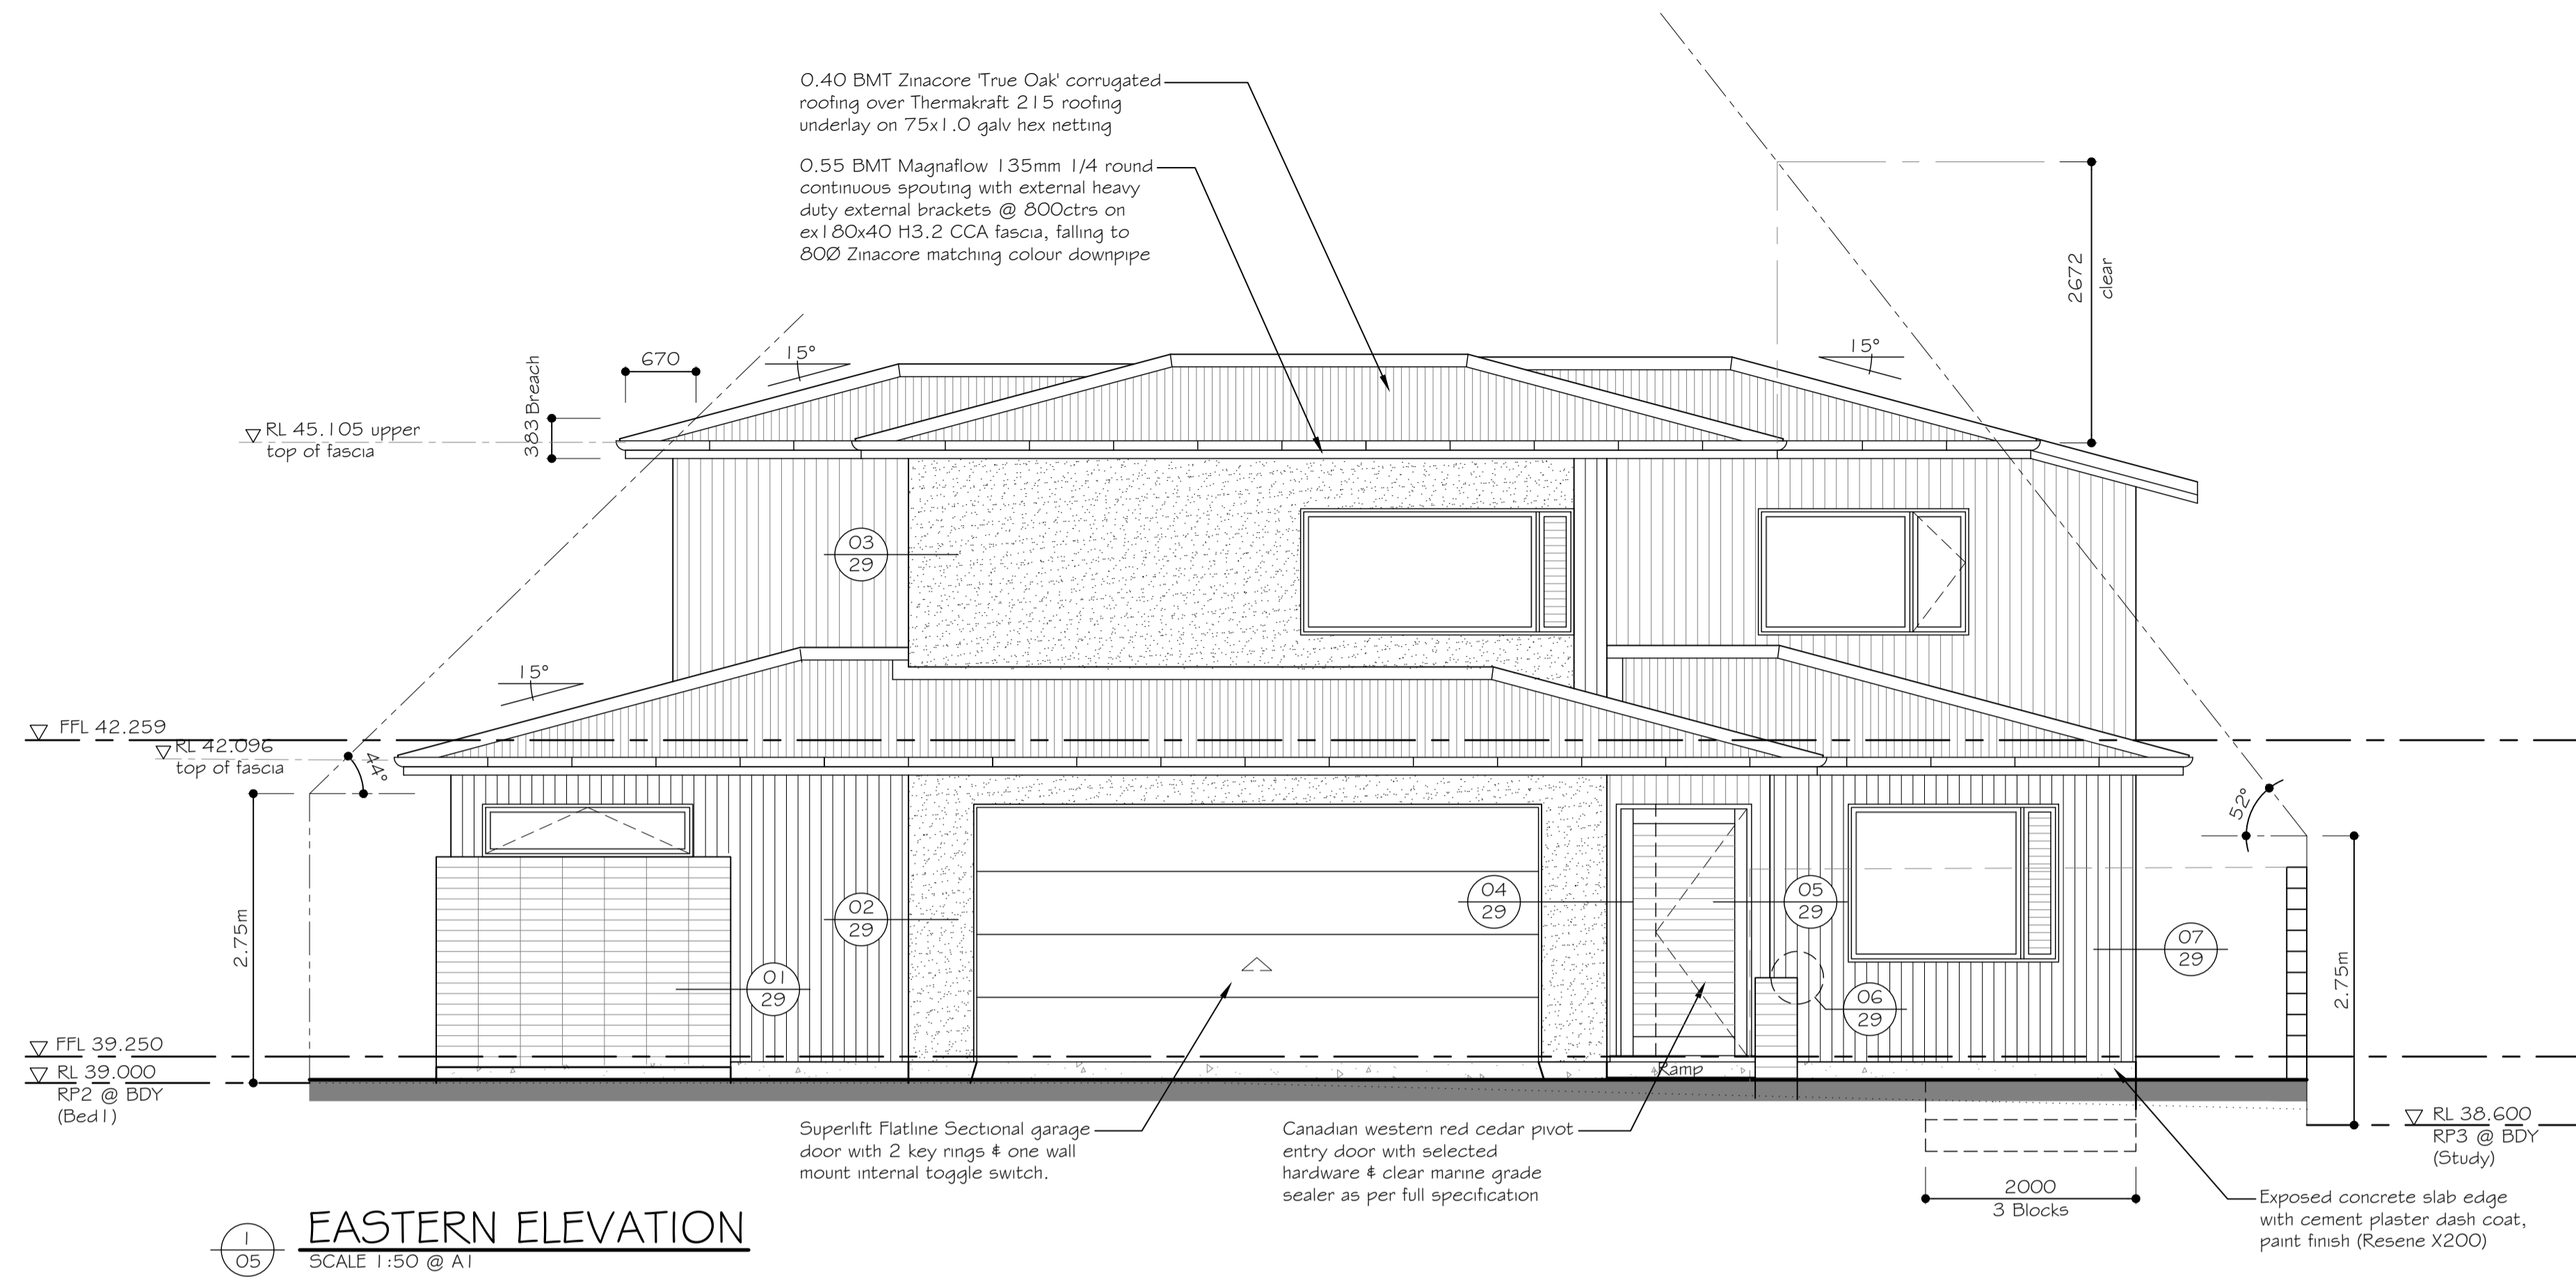 0.40 BMT Zinacore 'True Oak' corrugated
roofing over Thermakraft 215 roofing
underlay on 75x1.0 galv hex netting
0.55 BMT Magnaflow 135mm 1/4 round
continuous spouting with external heavy
duty external brackets @ 800ctrs on
ex180x40 H3.2 CCA fascia, falling to
80Ø Zinacore matching colour downpipe
2672
clear
670
15°
15°
383 Breach
RL 45.105 upper
top of fascia
03
29
15°
FFL 42.259
RL 42.096
top of fascia
44°
52°
2.75m
02
29
04
29
05
29
07
29
01
29
06
29
2.75m
FFL 39.250
RL 39.000
RP2 @ BDY
(Bed1)
Ramp
RL 38.600
RP3 @ BDY
(Study)
Superlift Flatline Sectional garage
door with 2 key rings & one wall
mount internal toggle switch.
Canadian western red cedar pivot
entry door with selected
hardware & clear marine grade
sealer as per full specification
2000
3 Blocks
Exposed concrete slab edge
with cement plaster dash coat,
paint finish (Resene X200)
1
05
EASTERN ELEVATION
SCALE 1:50 @ A1